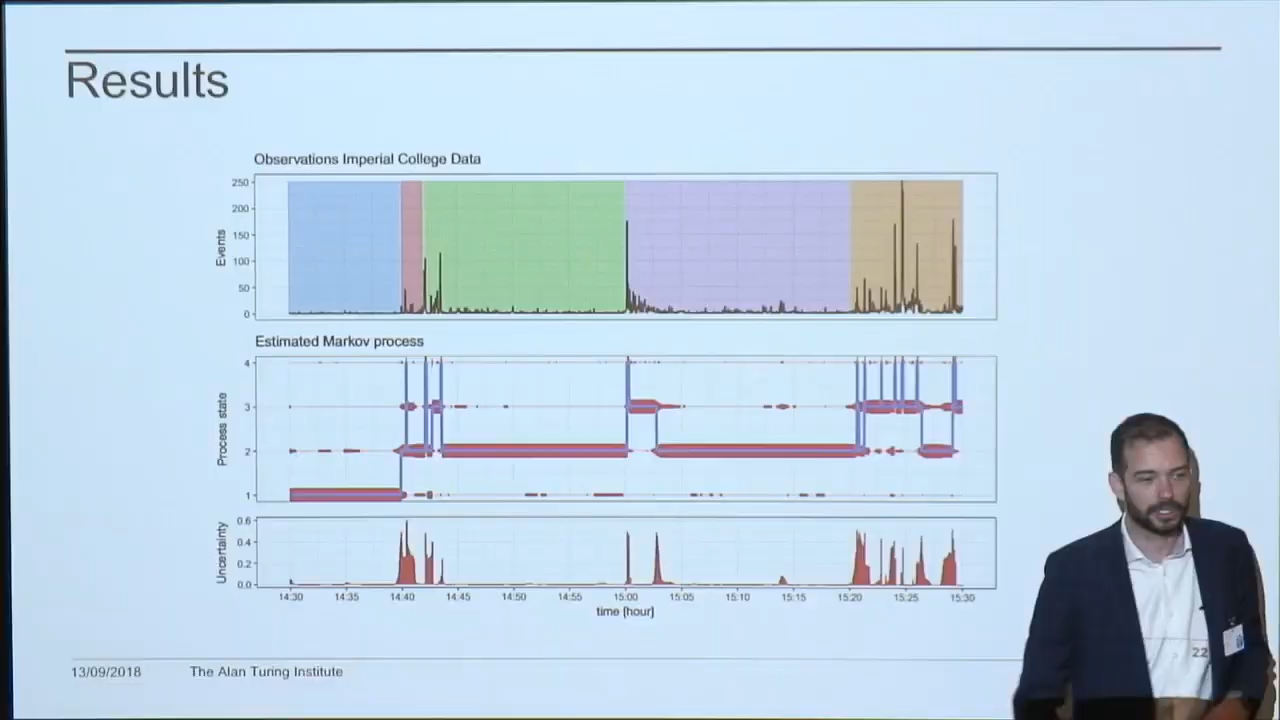 Results
Observations Imperial College Data
250
200
150
100
50
0
Events
Estimated Markov process
4
3
2
1
Process state
0.6
0.4
0.2
0.0
Uncertainty
14:30 14:35 14:40 14:45 14:50 14:55 15:00 15:05 15:10 15:15 15:20 15:25 15:30
time [hour]
13/09/2018 The Alan Turing Institute 22